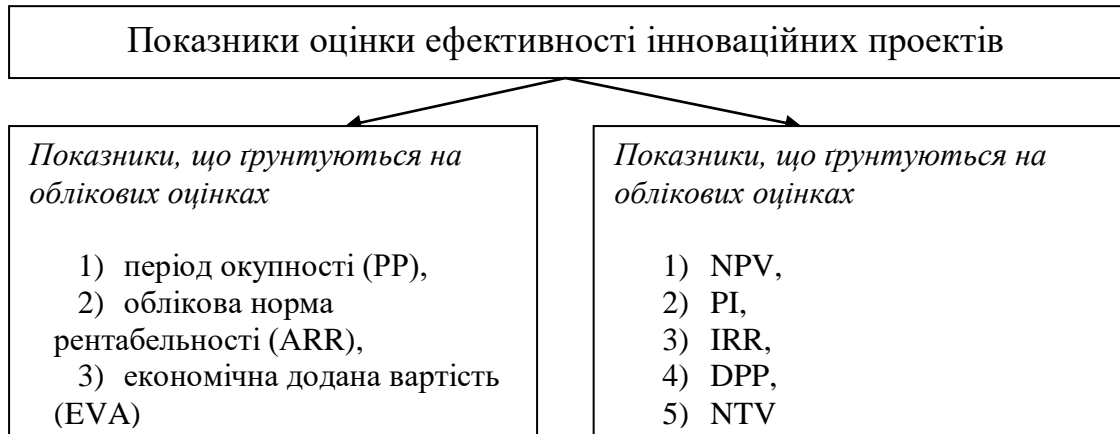 Показники оцінки ефективності інноваційних проектів
Показники, що ґрунтуються на
облікових оцінках
1) період окупності (PP),
2) облікова норма
рентабельності (ARR),
3) економічна додана вартість
(EVA)
Показники, що ґрунтуються на
облікових оцінках
1) NPV,
2) PI,
3) IRR,
4) DPP,
5) NTV